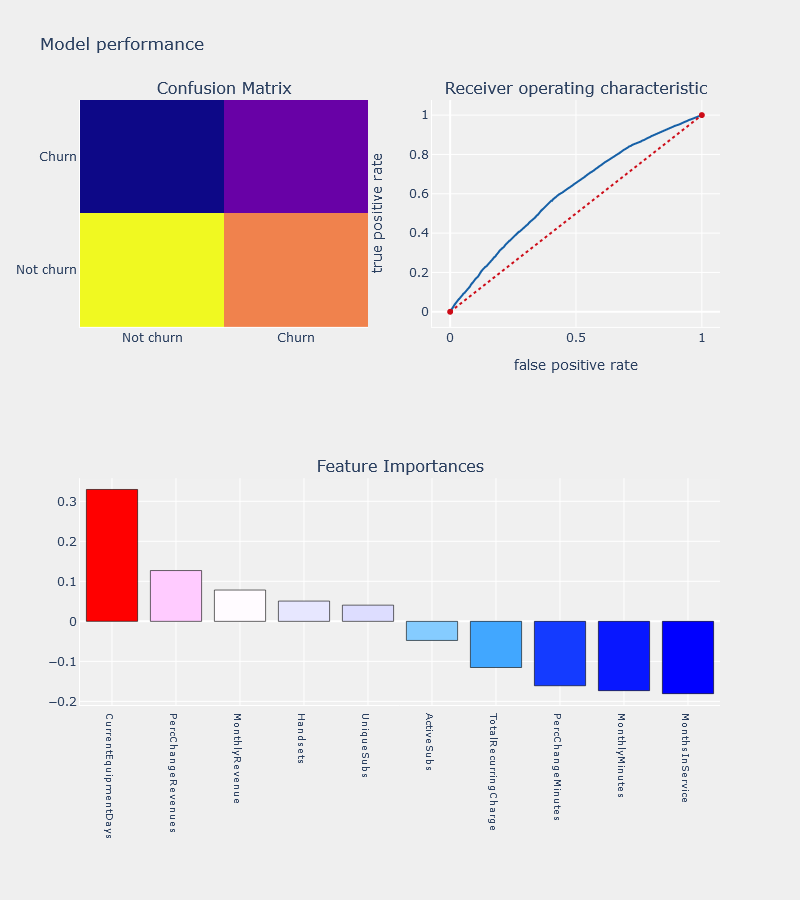 Model performance
Confusion Matrix
Churn
Not churn
Not churn
Churn
Receiver operating characteristic
true positive rate
1
0.8
0.6
0.4
0.2
0
0
0.5
1
false positive rate
Feature Importances
0.3
0.2
0.1
0
−0.1
−0.2
CurrentEquipmentDays
PercChangeRevenues
MonthlyRevenue
Handsets
UniqueSubs
ActiveSubs
TotalRecurringCharge
PercChangeMinutes
MonthlyMinutes
MonthsInService